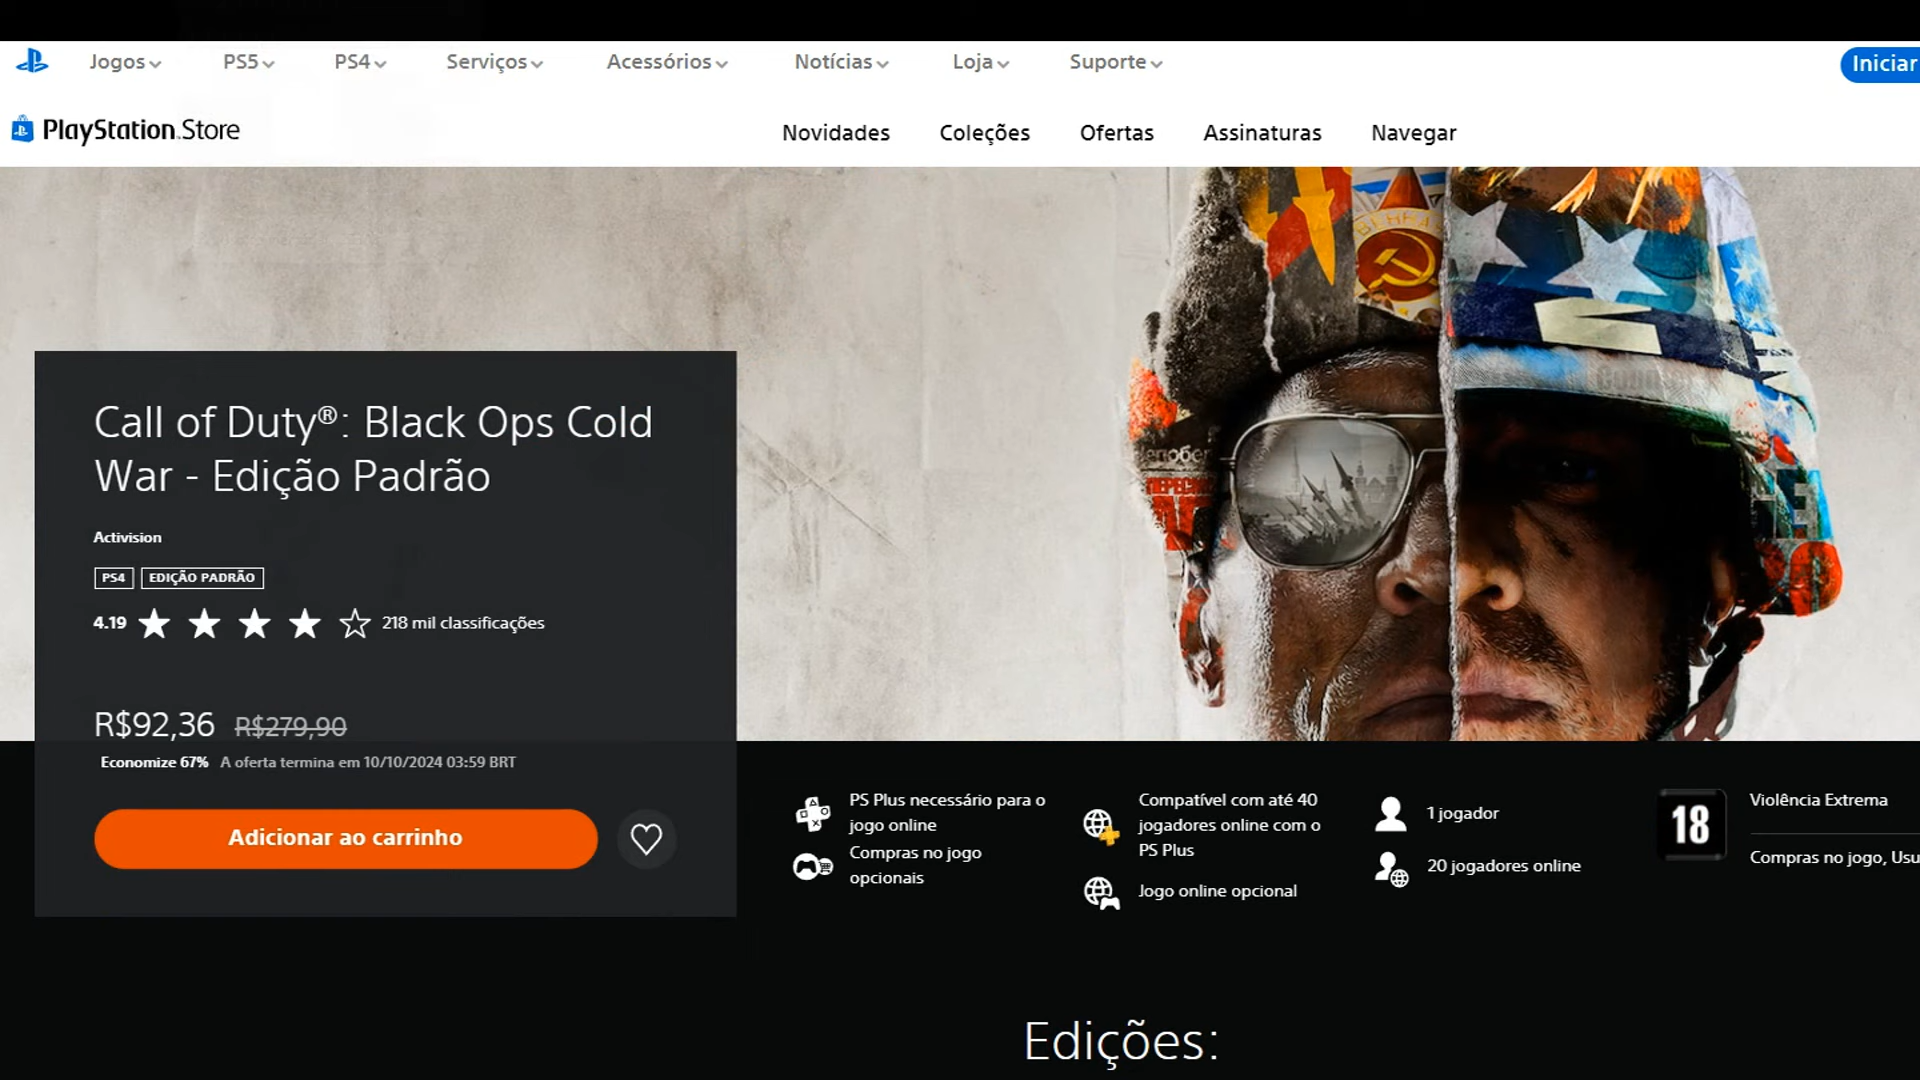 Jogos PS5 PS4 Serviços Acessórios Notícias Loja Suporte Iniciar
PlayStation Store Novidades Coleções Ofertas Assinaturas Navegar
Call of Duty®: Black Ops Cold
War - Edição Padrão
Activision
PS4 EDIÇÃO PADRÃO
4.19 218 mil classificações
R$92,36 R$279,90
Economize 67% A oferta termina em 10/10/2024 03:59 BRT
Adicionar ao carrinho
PS Plus necessário para o
jogo online
Compras no jogo
opcionais
Compatível com até 40
jogadores online com o
PS Plus
Jogo online opcional
1 jogador
20 jogadores online
18
Violência Extrema
Compras no jogo, Usu
Edições: